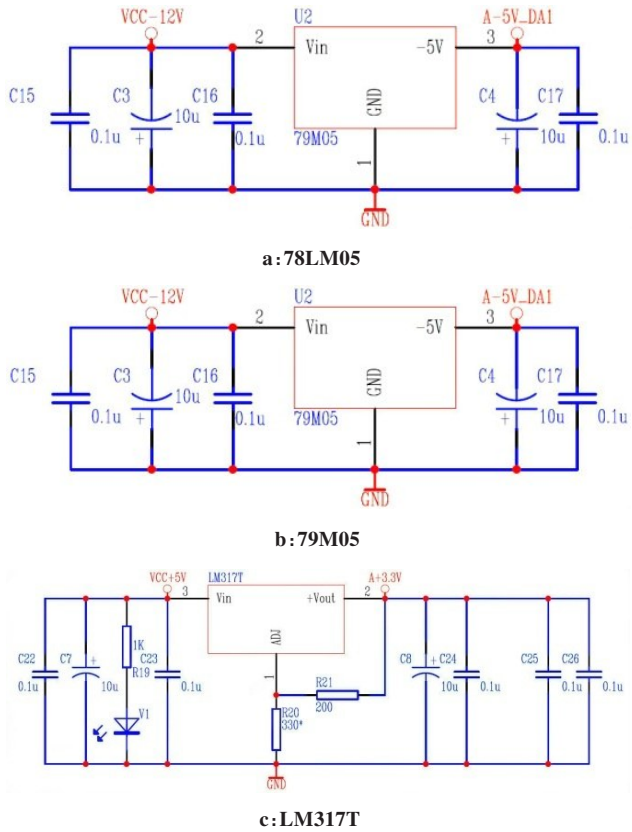 VCC-12V U2 A-5V_DA1
2 Vin -5V 3
C15 C3 C16 GND C4 C17
10u
0.1u + 0.1u 79M05 1 + 10u 0.1u
GND
a:78LM05
VCC-12V U2 A-5V_DA1
2 Vin -5V 3
C15 C3 C16 GND C4 C17
10u
0.1u + 0.1u 79M05 1 + 10u 0.1u
GND
b:79M05
VCC+5V LM317T A+3.3V
3 Vin +Vout 2
ADJ
1K
C22 C7 + R19 C23 C8 + C24 C25 C26
0.1u 10u 0.1u 1 R21 10u 0.1u 0.1u 0.1u
200
V1 R20
330*
GND
c:LM317T